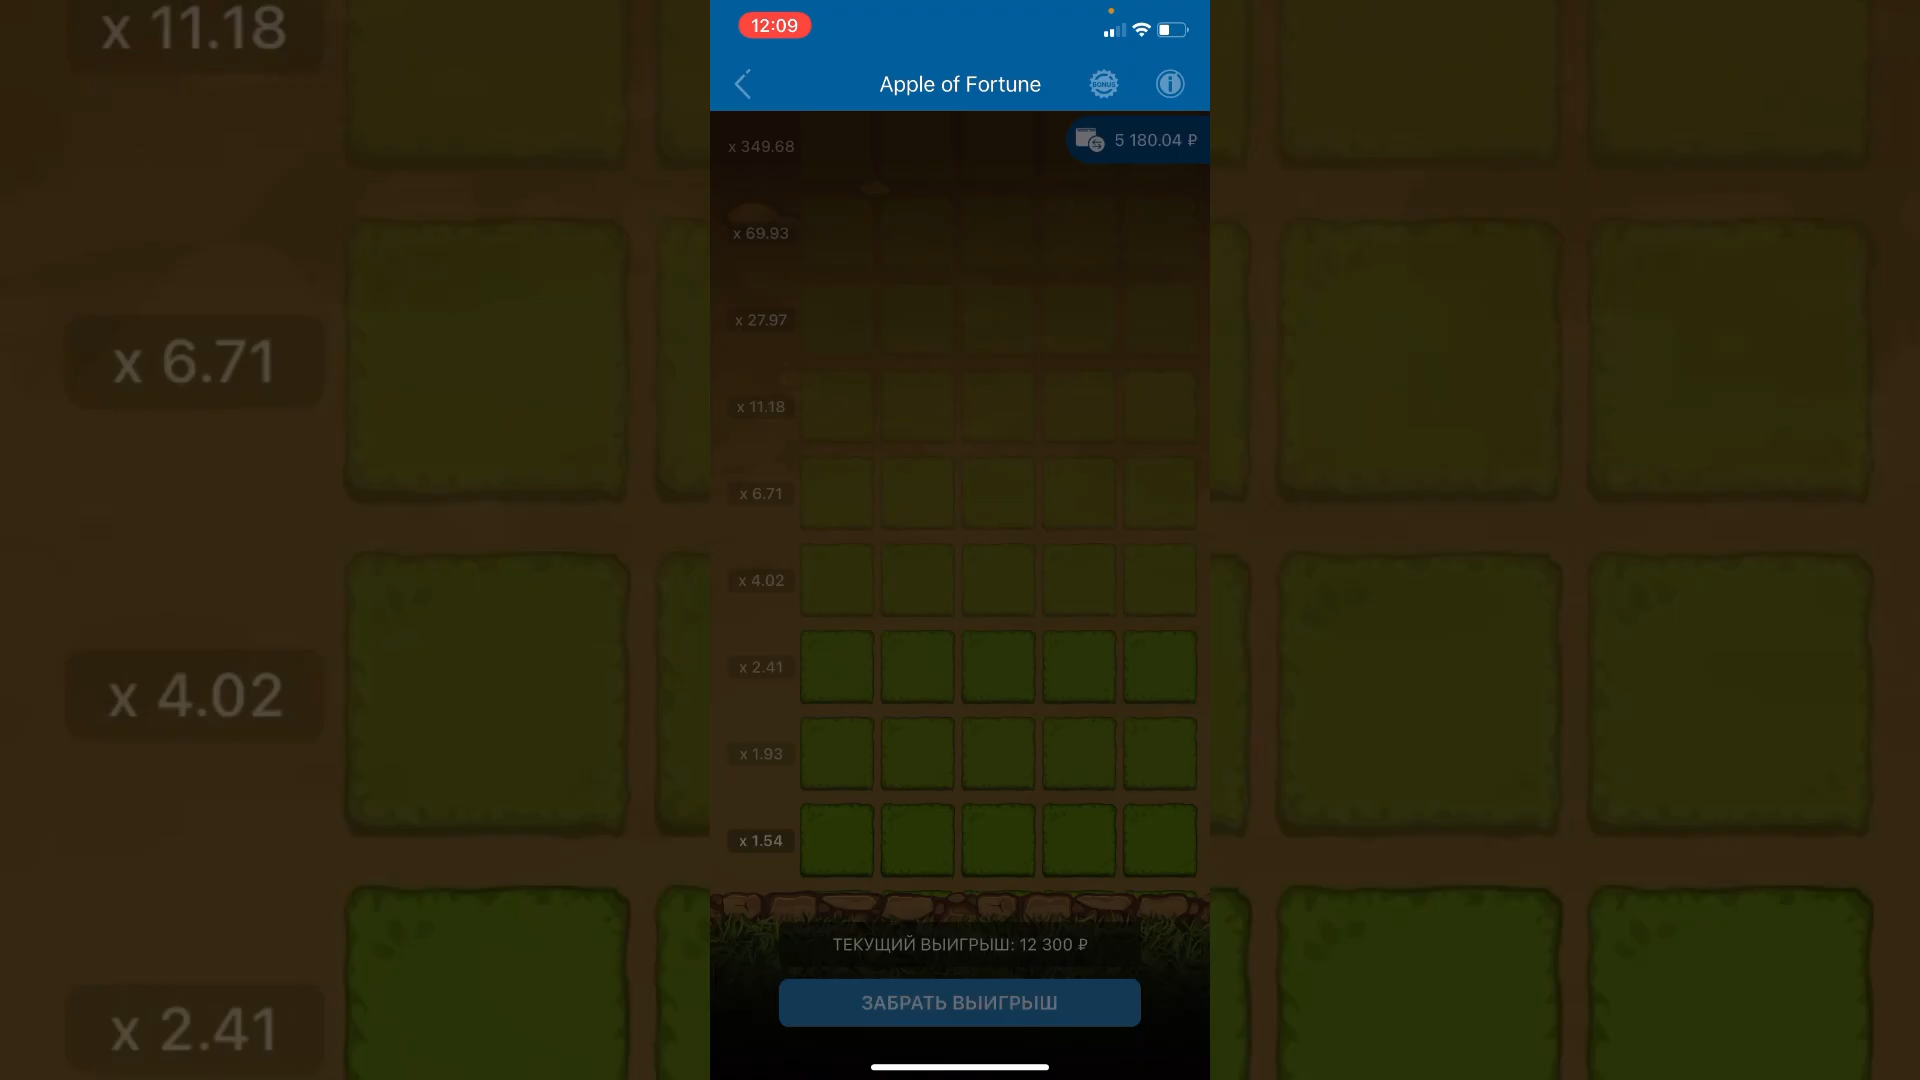 12:09
Apple of Fortune
BONUS
x 349.68
5 180.04 ₽
x 69.93
x 27.97
x 11.18
x 6.71
x 4.02
x 2.41
x 1.93
x 1.54
ТЕКУЩИЙ ВЫИГРЫШ: 12 300 ₽
ЗАБРАТЬ ВЫИГРЫШ
x 11.18
x 6.71
x 4.02
x 2.41